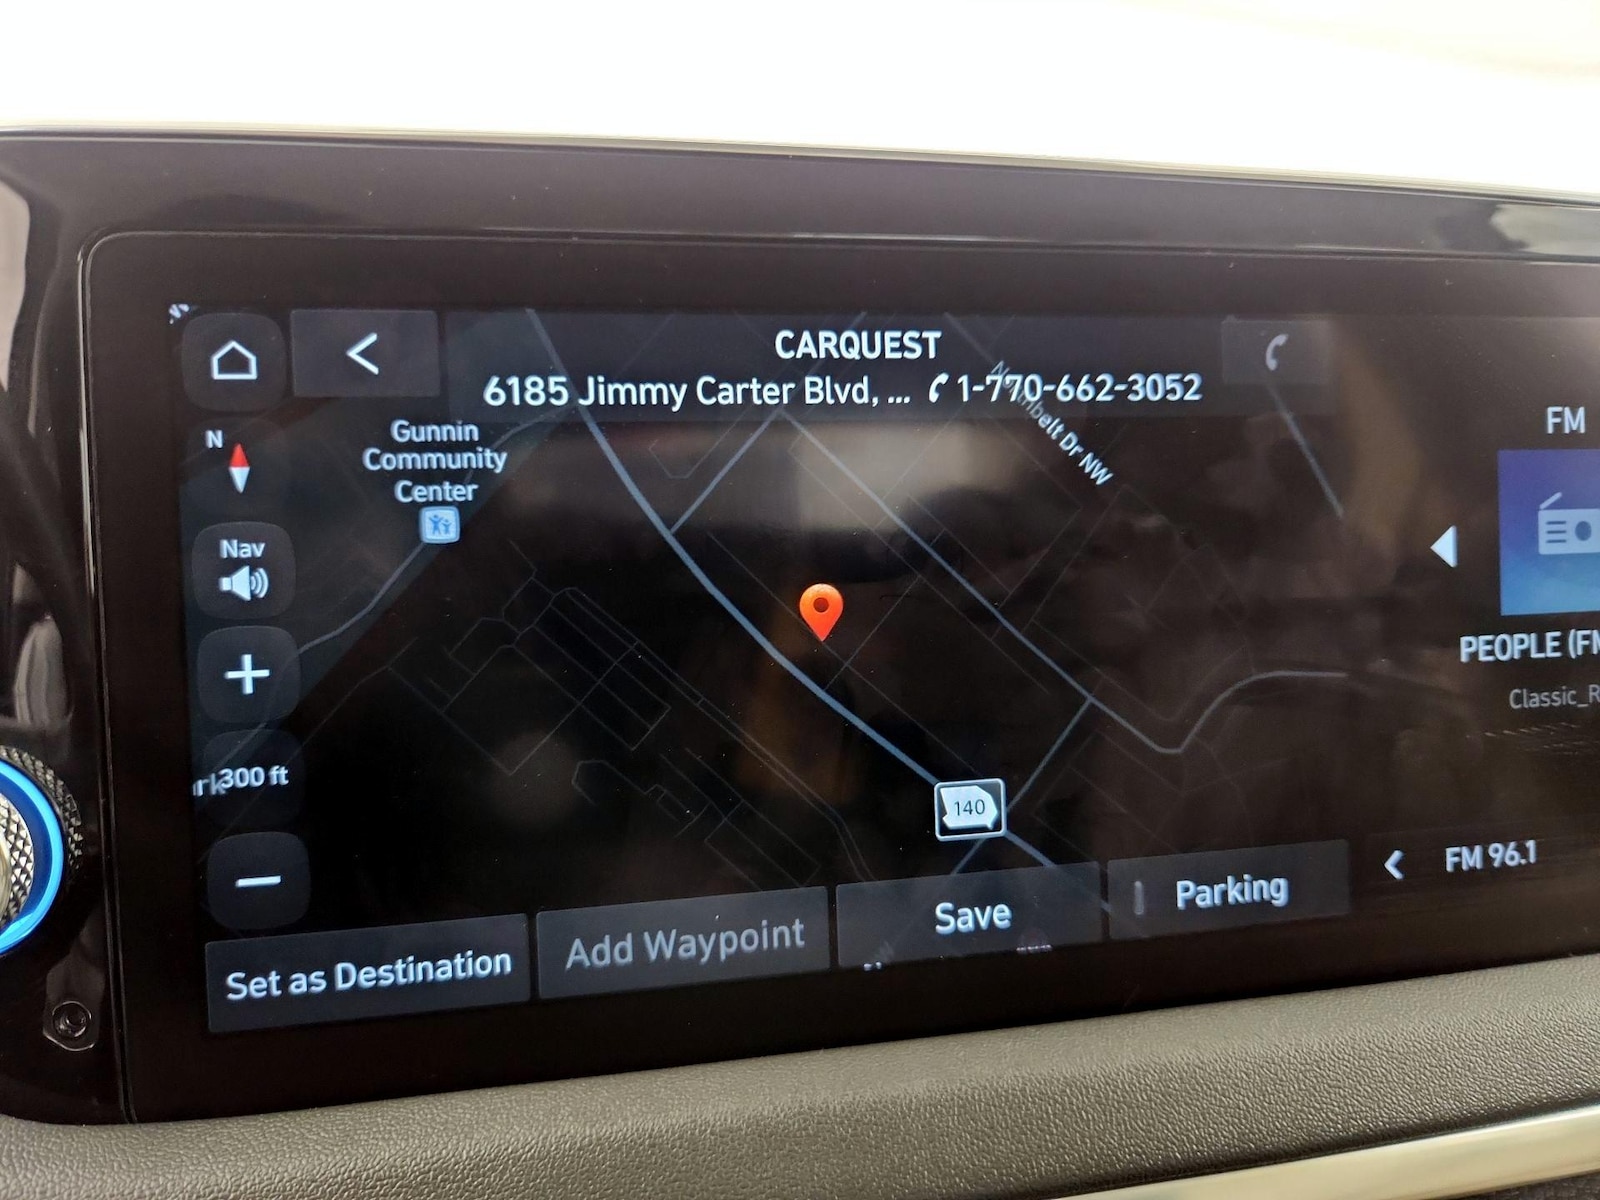 CARQUEST
6185 Jimmy Carter Blvd, ... 1-770-662-3052
N
Gunnin
Community
Center
Dr NW
Nav
300 ft
140
Set as Destination
Add Waypoint
Save
Parking
FM
PEOPLE (FM
Classic_R
FM 96.1